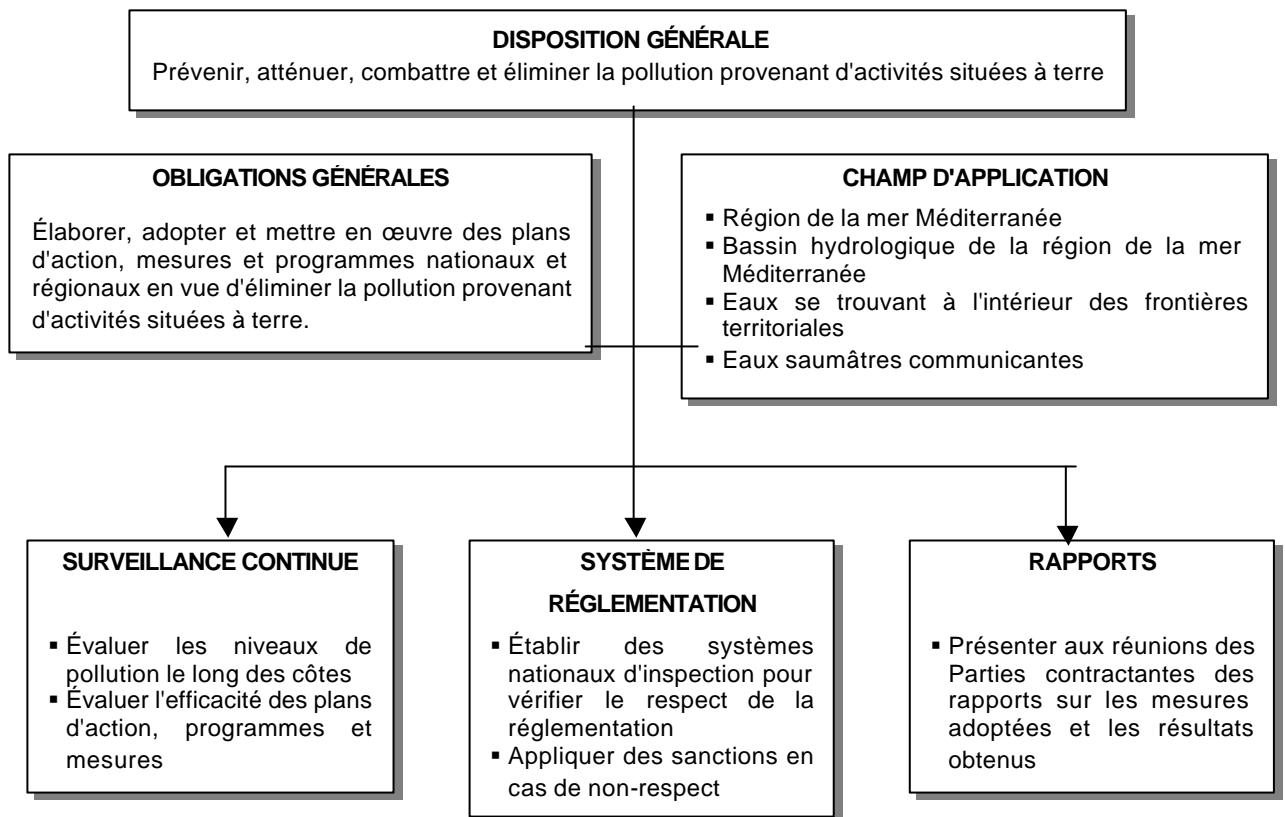 DISPOSITION GÉNÉRALE
Prévenir, atténuer, combattre et éliminer la pollution provenant d'activités situées à terre
OBLIGATIONS GÉNÉRALES
Élaborer, adopter et mettre en œuvre des plans
d'action, mesures et programmes nationaux et
régionaux en vue d'éliminer la pollution provenant
d'activités situées à terre.
CHAMP D'APPLICATION
▪ Région de la mer Méditerranée
▪ Bassin hydrologique de la région de la mer
Méditerranée
▪ Eaux se trouvant à l'intérieur des frontières
territoriales
▪ Eaux saumâtres communicantes
SURVEILLANCE CONTINUE
▪ Évaluer les niveaux de
pollution le long des côtes
▪ Évaluer l'efficacité des plans
d'action, programmes et
mesures
SYSTÈME DE
RÉGLEMENTATION
▪ Établir des systèmes
nationaux d'inspection pour
vérifier le respect de la
réglementation
▪ Appliquer des sanctions en
cas de non-respect
RAPPORTS
▪ Présenter aux réunions des
Parties contractantes des
rapports sur les mesures
adoptées et les résultats
obtenus